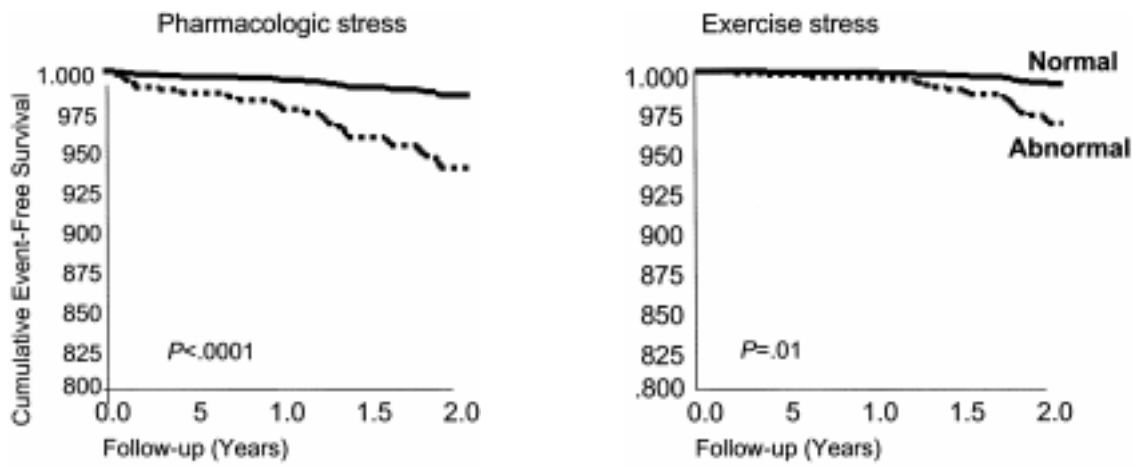 Pharmacologic stress
Cumulative Event-Free Survival
1.000
975
950
925
900
875
850
825
800
P<.0001
0.0 5 1.0 1.5 2.0
Follow-up (Years)
Exercise stress
1.000
975
950
925
900
875
850
825
.800
Normal
Abnormal
P=.01
0.0 5 1.0 1.5 2.0
Follow-up (Years)